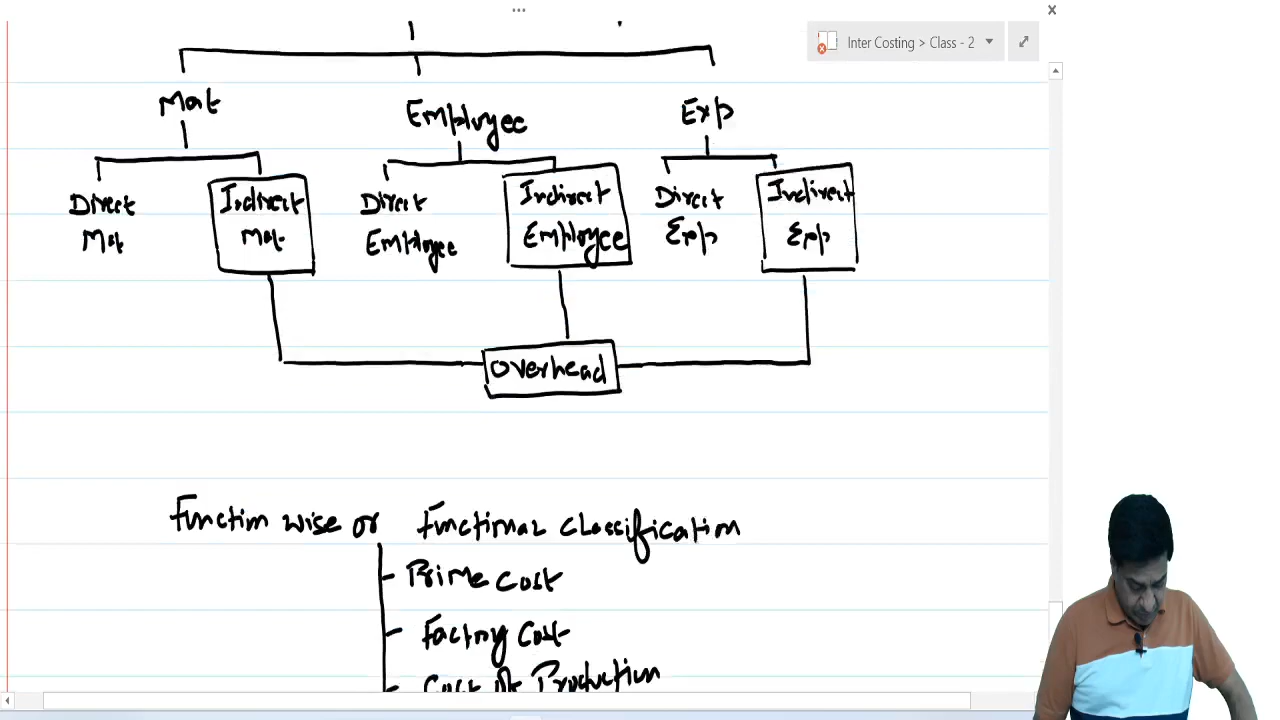 Inter Costing > Class - 2
Mat Employee Exp
Direct Mat
Indirect Mat
Direct Employee
Indirect Employee
Direct Exp
Indirect Exp
Overhead
Function wise or Functional classification
Prime cost
Factory Cost
Cost of Production